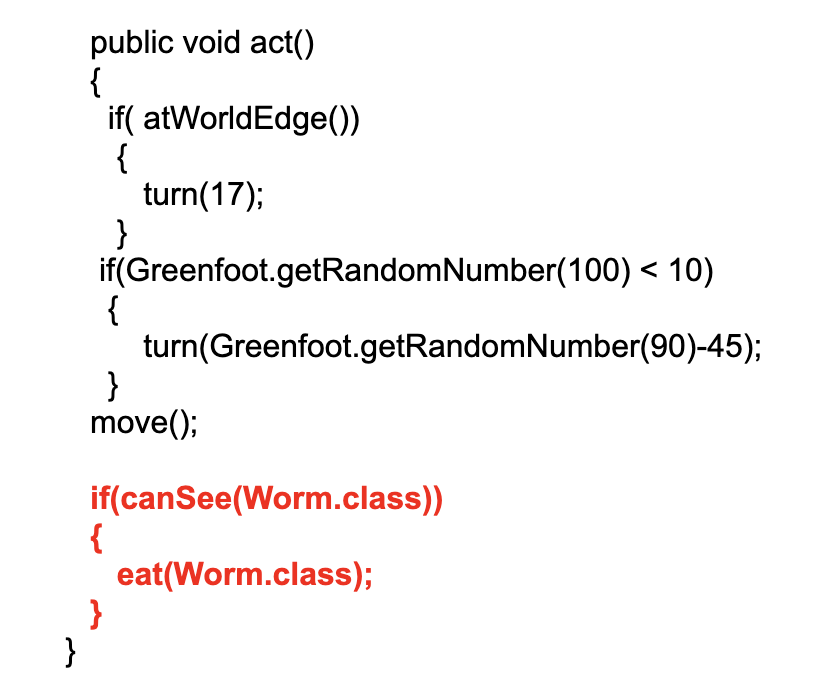 public void act()
{
if( atWorldEdge())
{
turn(17);
}
if(Greenfoot.getRandomNumber(100) < 10)
{
turn(Greenfoot.getRandomNumber(90)-45);
}
move();
if(canSee(Worm.class))
{
eat(Worm.class);
}
}